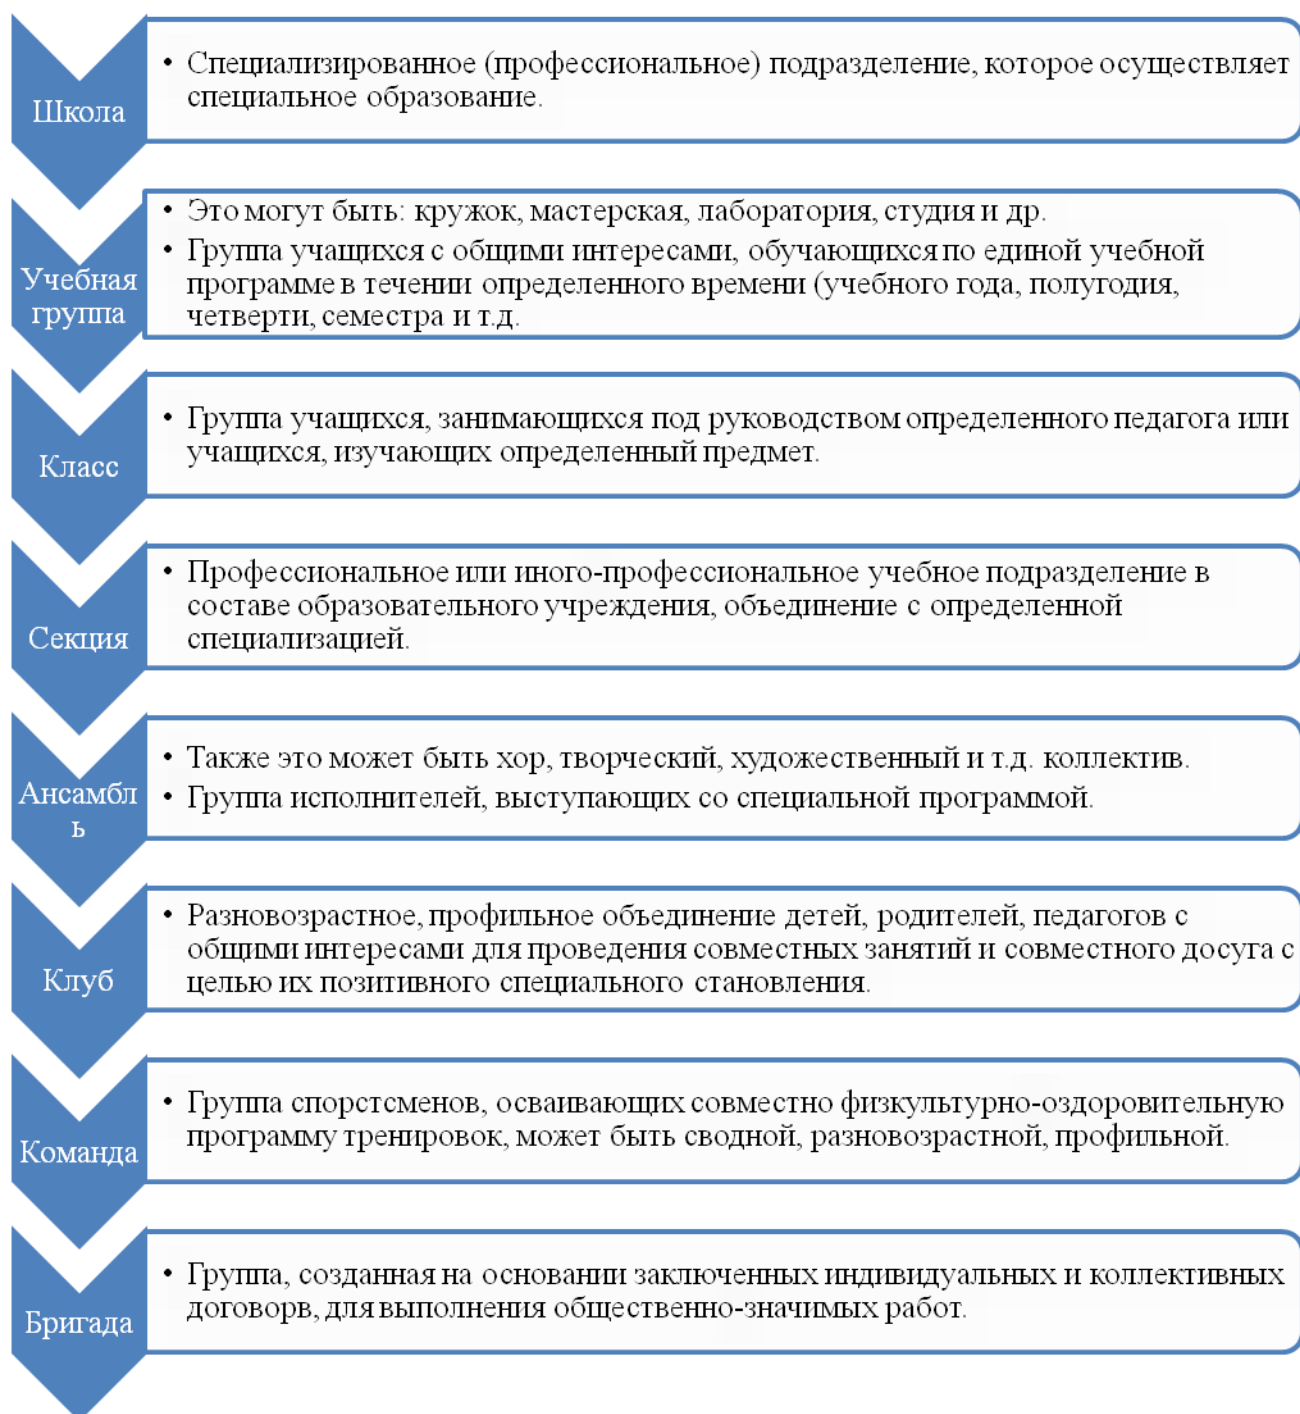 Школа
• Специализированное (профессиональное) подразделение, которое осуществляет
специальное образование.
Учебная
группа
• Это могут быть: кружок, мастерская, лаборатория, студия и др.
• Группа учащихся с общими интересами, обучающихся по единой учебной
программе в течении определенного времени (учебного года, полугодия,
четверти, семестра и т.д.
Класс
• Группа учащихся, занимающихся под руководством определенного педагога или
учащихся, изучающих определенный предмет.
Секция
• Профессиональное или иного-профессиональное учебное подразделение в
составе образовательного учреждения, объединение с определенной
специализацией.
Ансамбл
ь
• Также это может быть хор, творческий, художественный и т.д. коллектив.
• Группа исполнителей, выступающих со специальной программой.
Клуб
• Разновозрастное, профильное объединение детей, родителей, педагогов с
общими интересами для проведения совместных занятий и совместного досуга с
целью их позитивного специального становления.
Команда
• Группа спорстсменов, осваивающих совместно физкультурно-оздоровительную
программу тренировок, может быть сводной, разновозрастной, профильной.
Бригада
• Группа, созданная на основании заключенных индивидуальных и коллективных
договорв, для выполнения общественно-значимых работ.